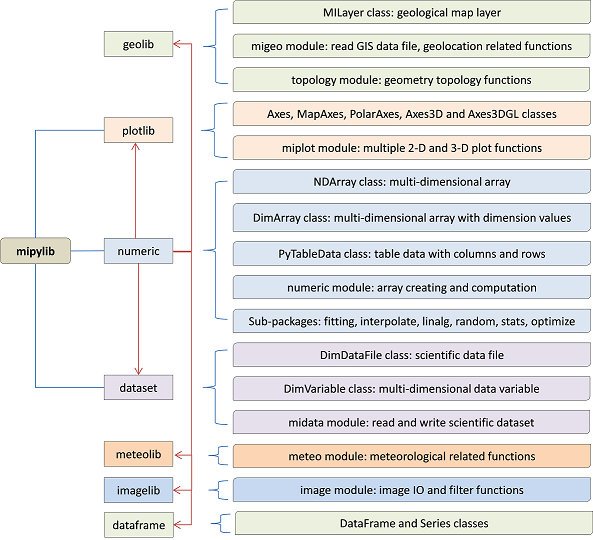 MILayer class: geological map layer
geolib
migeo module: read GIS data file, geolocation related functions
topology module: geometry topology functions
Axes, MapAxes, PolarAxes, Axes3D and Axes3DGL classes
plotlib
miplot module: multiple 2-D and 3-D plot functions
NDArray class: multi-dimensional array
DimArray class: multi-dimensional array with dimension values
mipylib
numeric
PyTableData class: table data with columns and rows
numeric module: array creating and computation
Sub-packages: fitting, interpolate, linalg, random, stats, optimize
DimDataFile class: scientific data file
dataset
DimVariable class: multi-dimensional data variable
midata module: read and write scientific dataset
meteolib
meteo module: meteorological related functions
imagelib
image module: image IO and filter functions
dataframe
DataFrame and Series classes